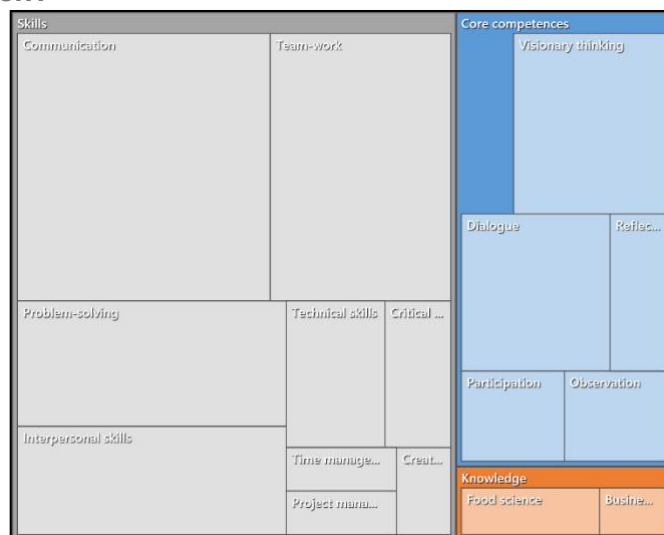 Skills
Communication
Team-work
Problem-solving
Technical skills
Critical ...
Interpersonal skills
Time manage...
Creat...
Project mana...
Core competences
Visionary thinking
Dialogue
Reflec...
Participation
Observation
Knowledge
Food science
Busine...